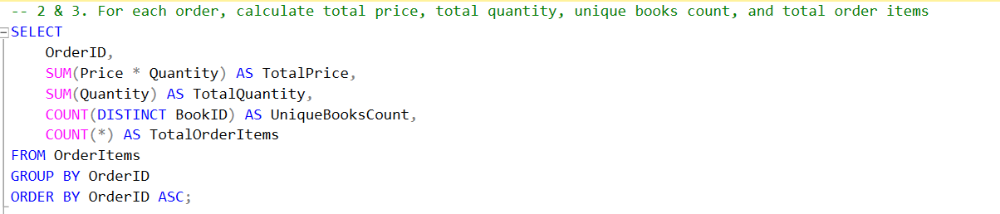 -- 2 & 3. For each order, calculate total price, total quantity, unique books count, and total order items
SELECT
    OrderID,
    SUM(Price * Quantity) AS TotalPrice,
    SUM(Quantity) AS TotalQuantity,
    COUNT(DISTINCT BookID) AS UniqueBooksCount,
    COUNT(*) AS TotalOrderItems
FROM OrderItems
GROUP BY OrderID
ORDER BY OrderID ASC;